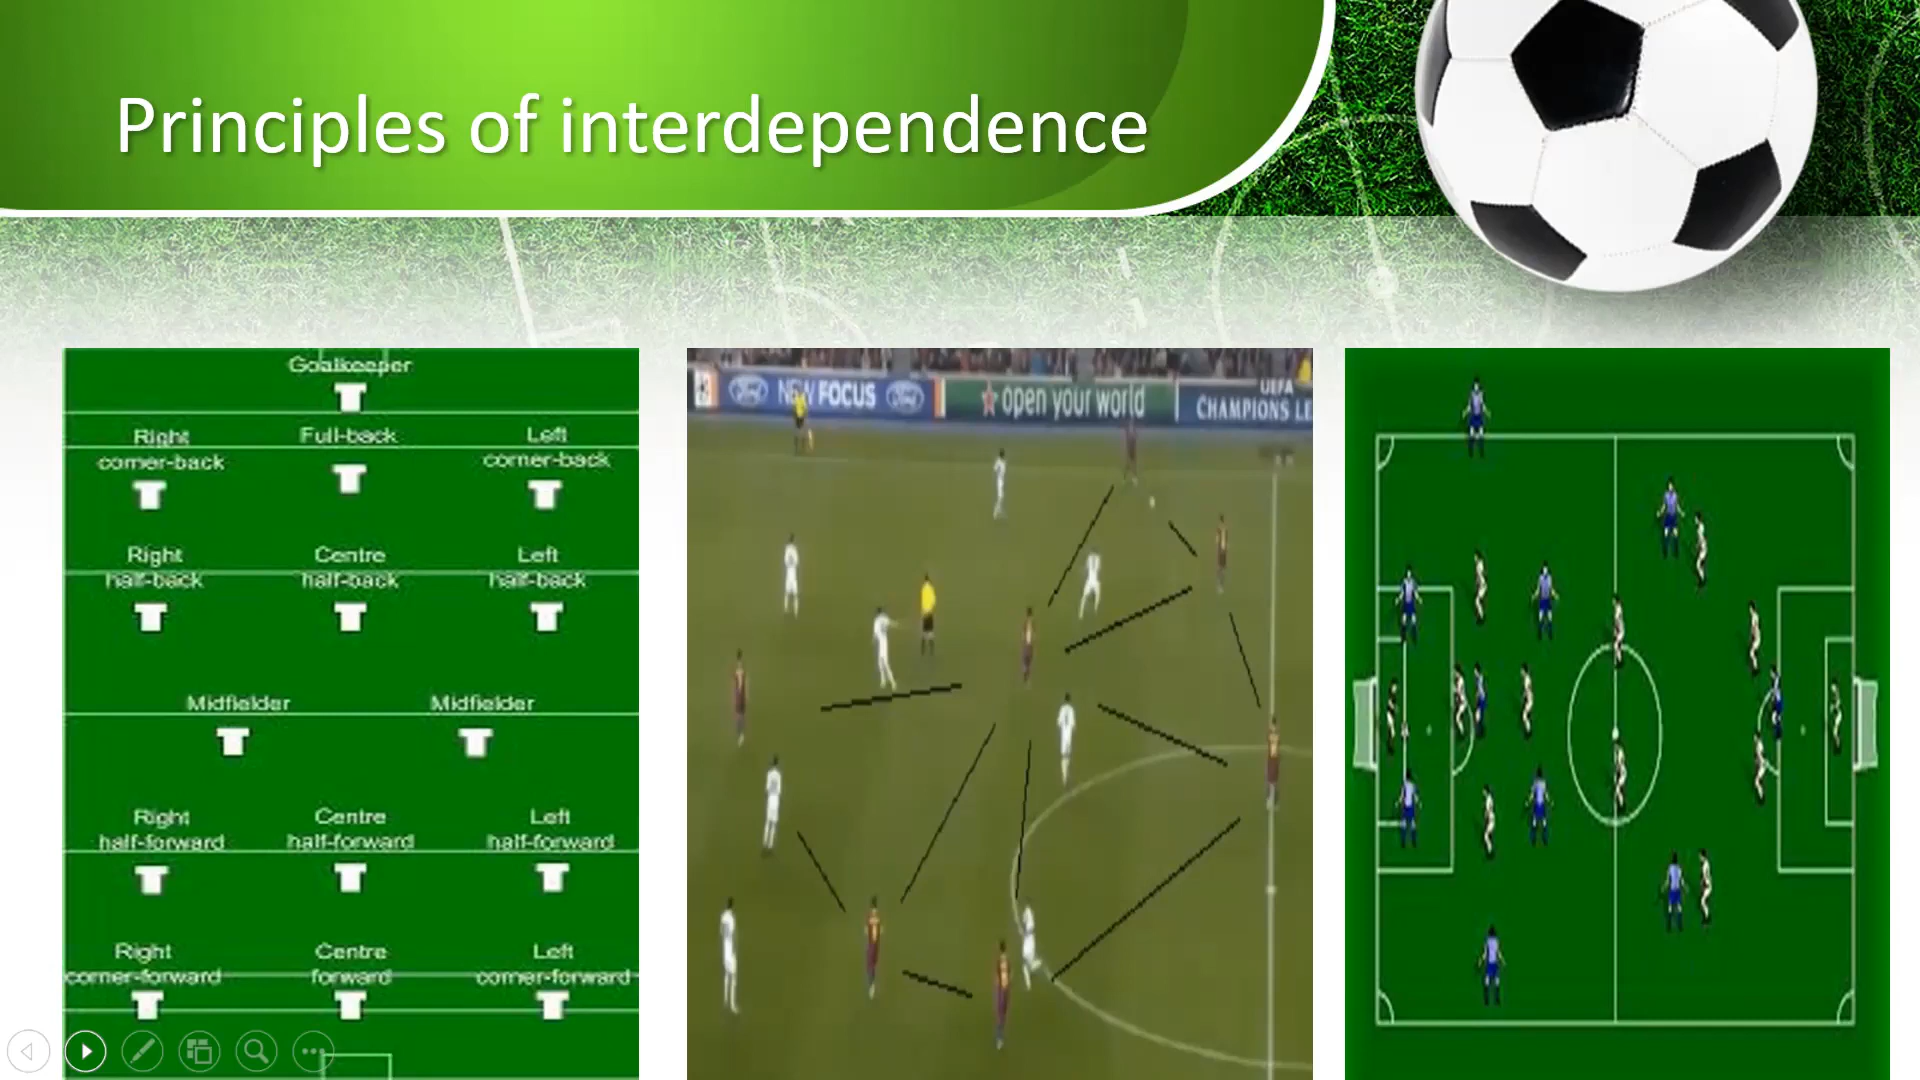 Principles of interdependence
Goalkeeper
Right Full-back Left
corner-back corner-back
Right Centre Left
half-back half-back half-back
Midfielder Midfielder
Right Centre Left
half-forward half-forward half-forward
Right Centre Left
corner-forward forward corner-forward
Ford NEW FOCUS Ford
open your world
UEFA
CHAMPIONS LE